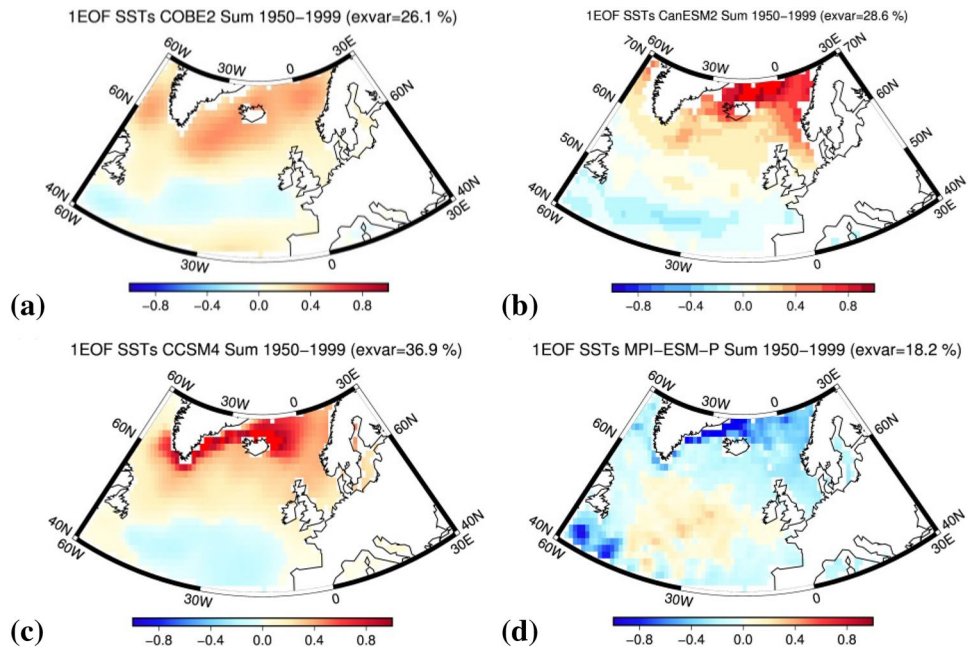 1EOF SSTs COBE2 Sum 1950−1999 (exvar=26.1 %)
60W 30W 0 30E
60N 60N
40N 40N
60W 30W 0 30E
(a) −0.8 −0.4 0.0 0.4 0.8
1EOF SSTs CanESM2 Sum 1950−1999 (exvar=28.6 %)
60W 30W 0 30E
70N 70N
60N 60N
50N 50N
40N 40N
60W 30W 0 30E
(b) −0.8 −0.4 0.0 0.4 0.8
1EOF SSTs CCSM4 Sum 1950−1999 (exvar=36.9 %)
60W 30W 0 30E
60N 60N
40N 40N
60W 30W 0 30E
(c) −0.8 −0.4 0.0 0.4 0.8
1EOF SSTs MPI−ESM−P Sum 1950−1999 (exvar=18.2 %)
60W 30W 0 30E
60N 60N
40N 40N
60W 30W 0 30E
(d) −0.8 −0.4 0.0 0.4 0.8